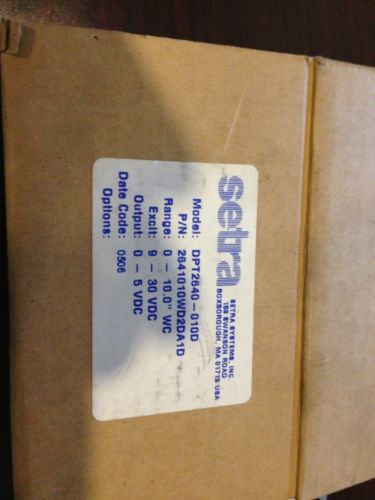 setra
SETRA SYSTEMS, INC.
159 SWANSON ROAD
BOXBOROUGH, MA 01719 USA
Model: DPT2640-010D
P/N: 2641010WD2DA1D
Range: 0 - 10.0" WC
Excit: 9 - 30 VDC
Output: 0 - 5 VDC
Date Code: 0506
Options: